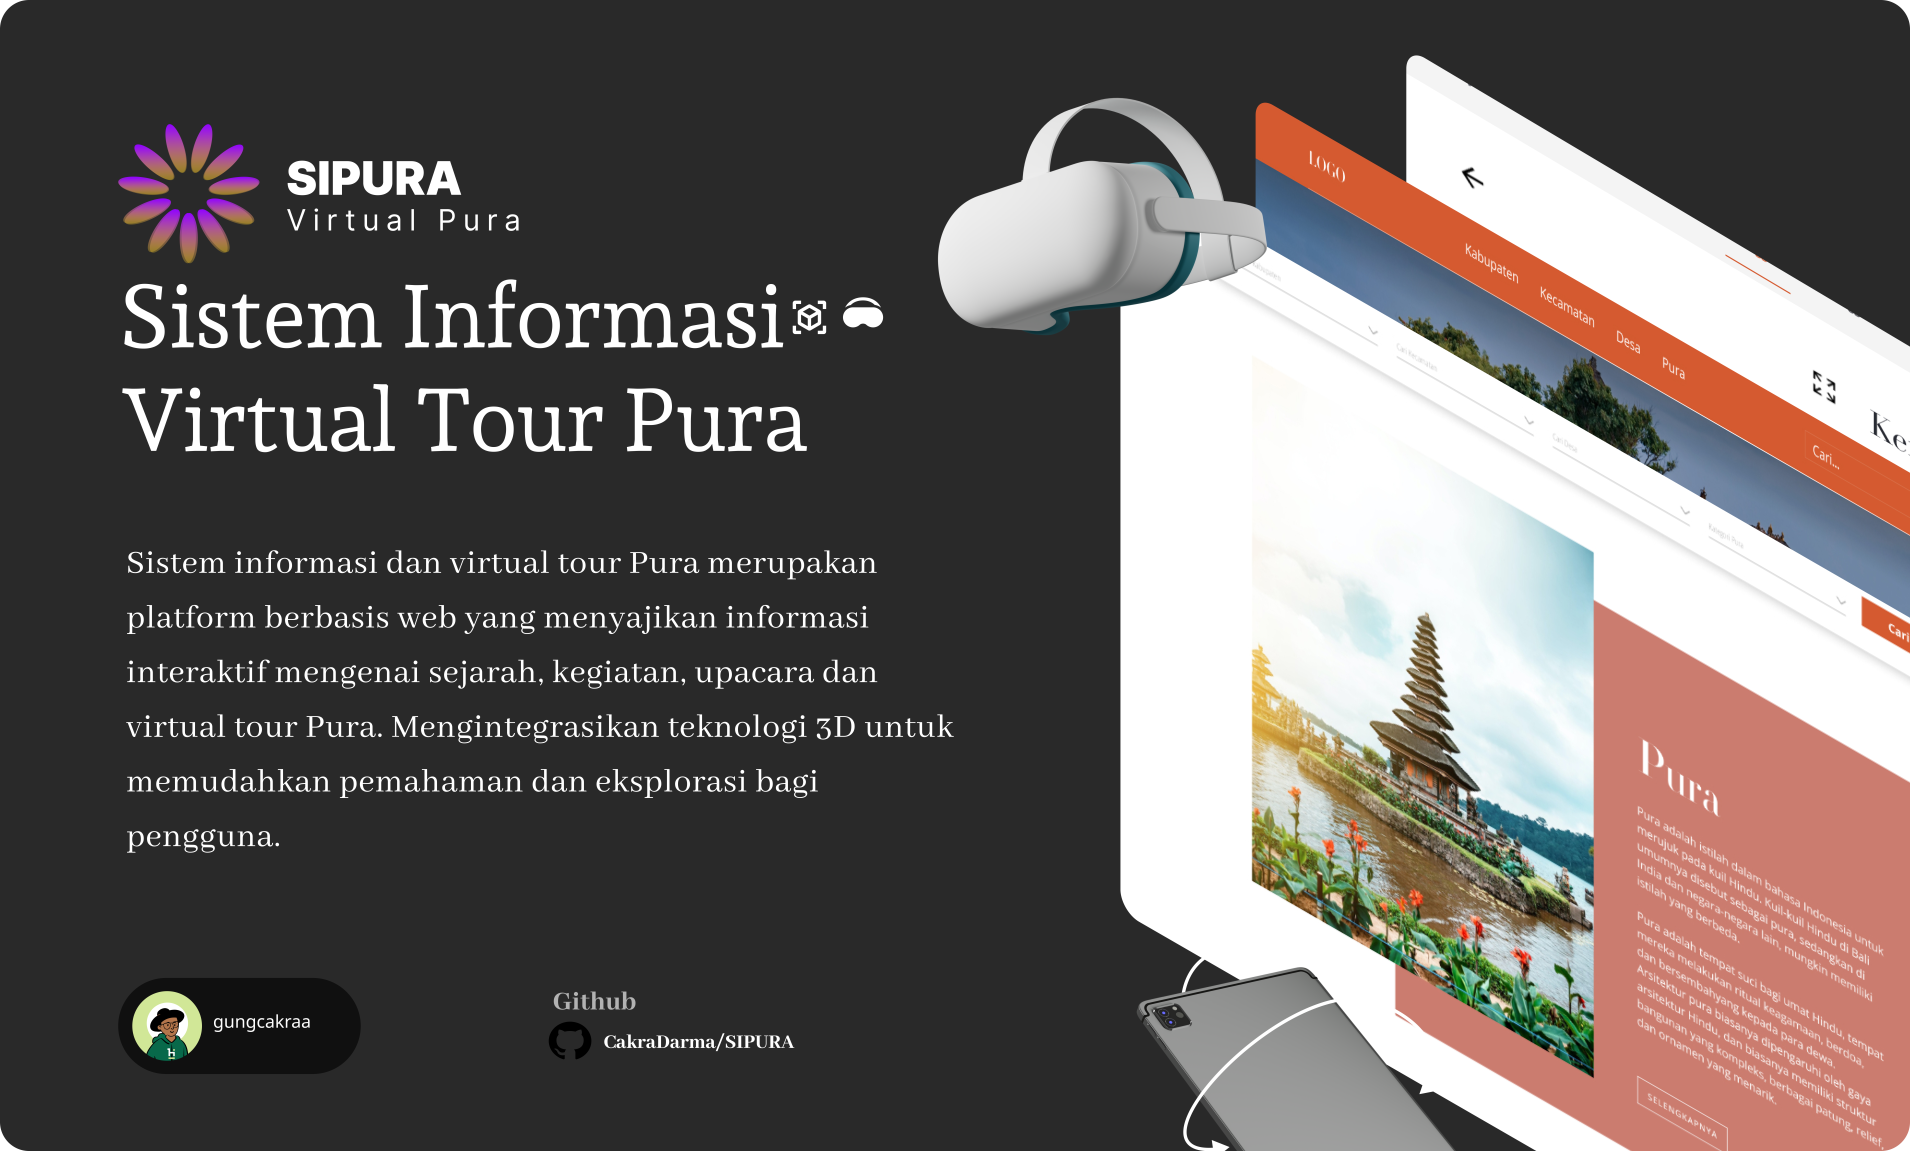 SIPURA
Virtual Pura
Sistem Informasi
Virtual Tour Pura
Sistem informasi dan virtual tour Pura merupakan
platform berbasis web yang menyajikan informasi
interaktif mengenai sejarah, kegiatan, upacara dan
virtual tour Pura. Mengintegrasikan teknologi 3D untuk
memudahkan pemahaman dan eksplorasi bagi
pengguna.
gungcakraa
Github
CakraDarma/SIPURA
LOGO
Kabupaten
Kecamatan
Desa
Pura
Cari...
Ke
Cari Kecamatan
Cari Desa
Kategori Pura
Cari
Pura
Pura adalah istilah dalam bahasa Indonesia untuk
merujuk pada kuil Hindu. Kuil-kuil Hindu di Bali
umumnya disebut sebagai pura, sedangkan di
India dan negara-negara lain, mungkin memiliki
istilah yang berbeda.
Pura adalah tempat suci bagi umat Hindu, tempat
mereka melakukan ritual keagamaan, berdoa,
dan bersembahyang kepada para dewa.
Arsitektur pura biasanya dipengaruhi oleh gaya
arsitektur Hindu, dan biasanya memiliki struktur
bangunan yang kompleks, berbagai patung, relief,
dan ornamen yang menarik.
SELENGKAPNYA